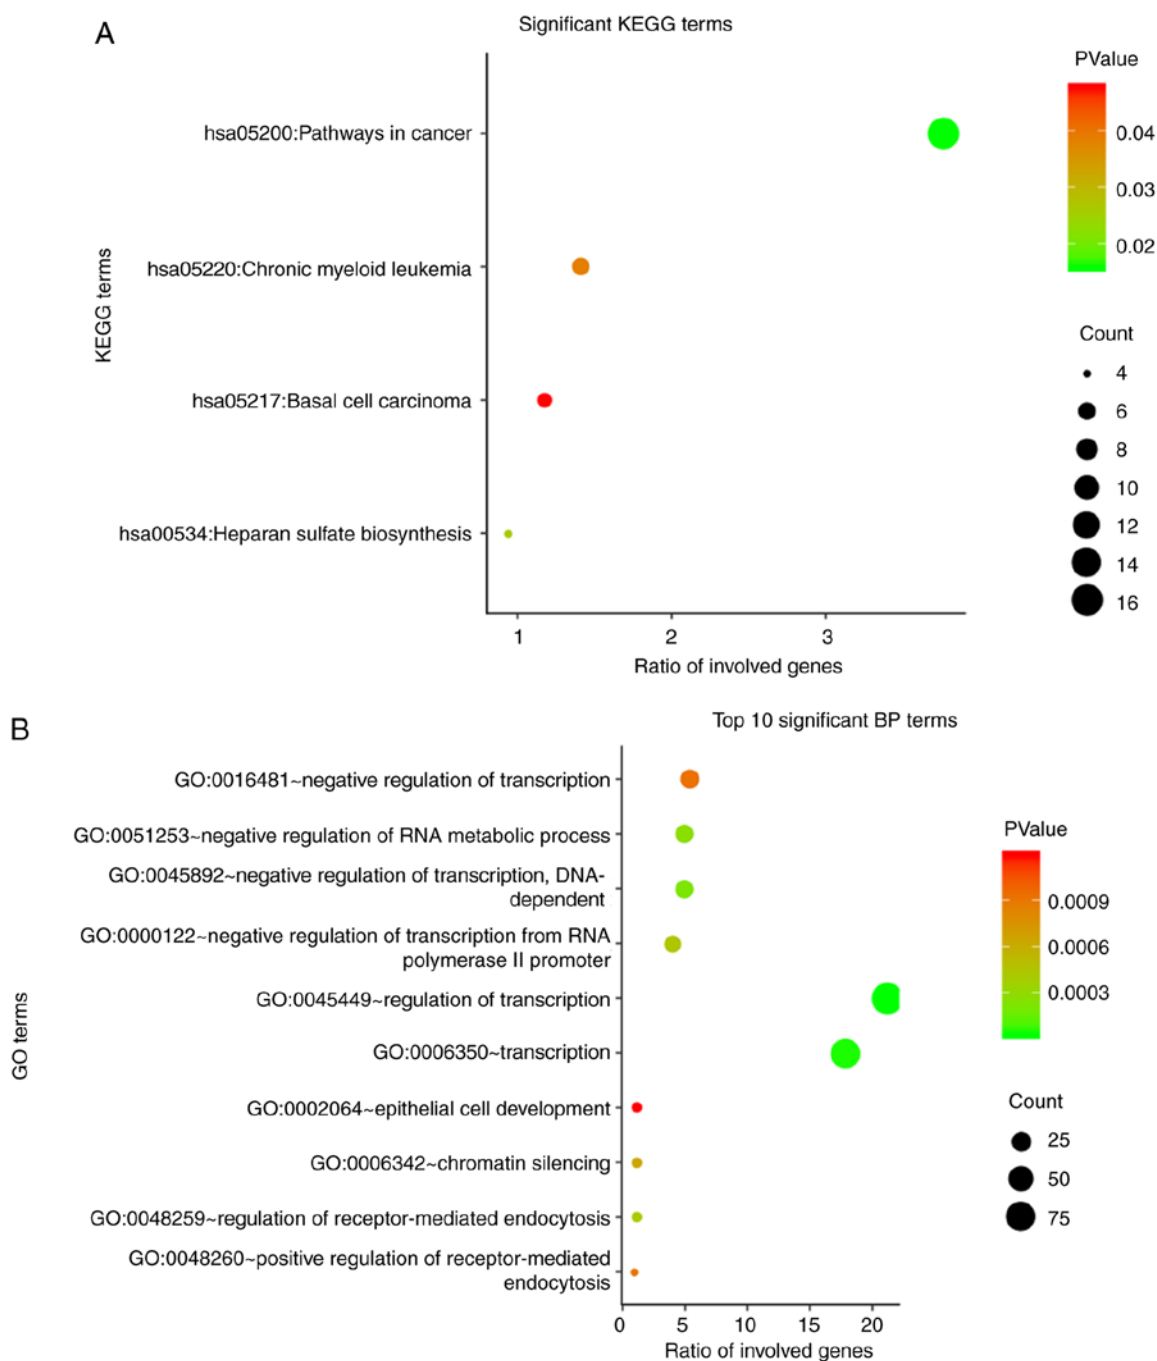 A
Significant KEGG terms
hsa05200:Pathways in cancer
hsa05220:Chronic myeloid leukemia
hsa05217:Basal cell carcinoma
hsa00534:Heparan sulfate biosynthesis
KEGG terms
1 2 3
Ratio of involved genes
PValue
0.04
0.03
0.02
Count
4
6
8
10
12
14
16
B
Top 10 significant BP terms
GO:0016481~negative regulation of transcription
GO:0051253~negative regulation of RNA metabolic process
GO:0045892~negative regulation of transcription, DNA-
dependent
GO:0000122~negative regulation of transcription from RNA
polymerase II promoter
GO:0045449~regulation of transcription
GO:0006350~transcription
GO:0002064~epithelial cell development
GO:0006342~chromatin silencing
GO:0048259~regulation of receptor-mediated endocytosis
GO:0048260~positive regulation of receptor-mediated
endocytosis
GO terms
0 5 10 15 20
Ratio of involved genes
PValue
0.0009
0.0006
0.0003
Count
25
50
75